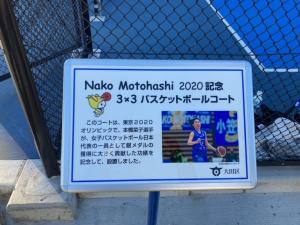 Nako Motohashi 2020 記念
3×3 バスケットボールコート
このコートは、東京2020
オリンピックで、本橋菜子選手
が、女子バスケットボール日本
代表の一員として銀メダルの
獲得に大きく貢献した功績を
記念して、設置しました。
大田区